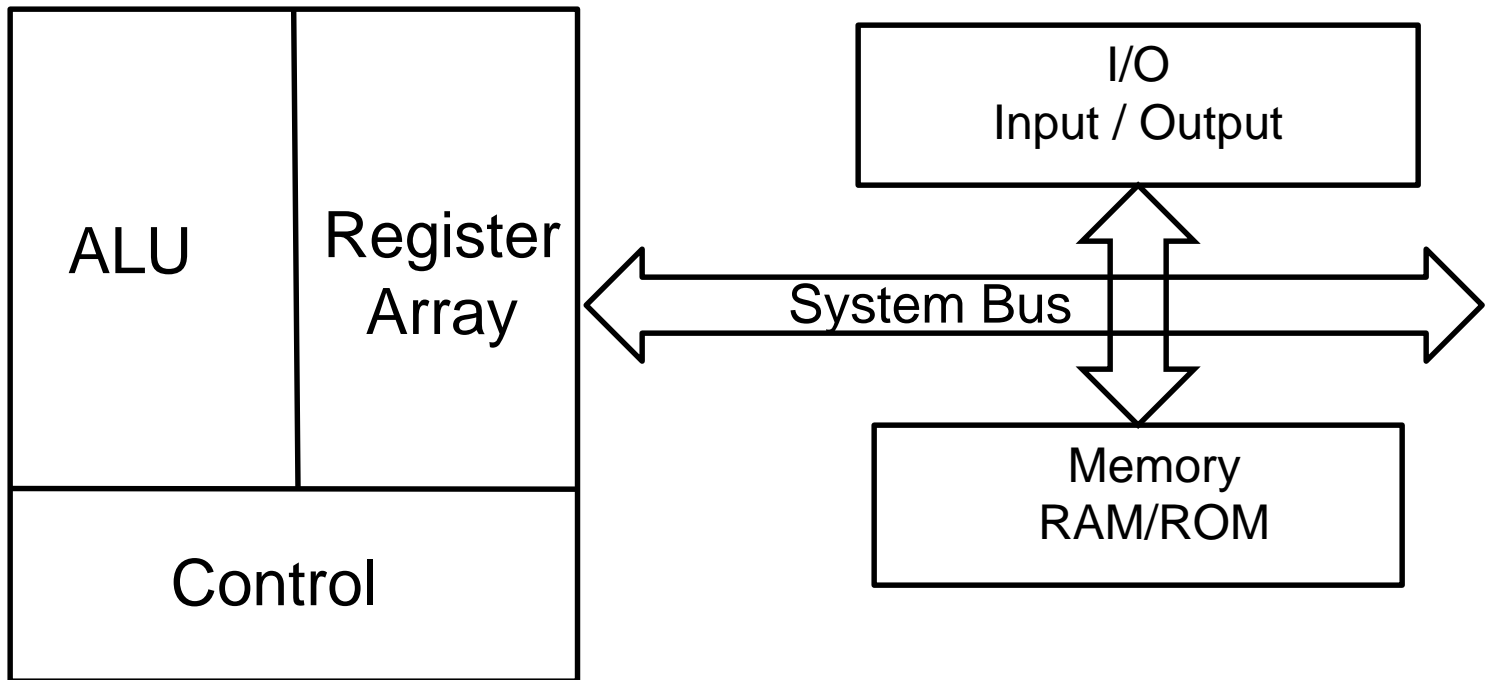 ALU
Register
Array
Control
System Bus
I/O
Input / Output
Memory
RAM/ROM